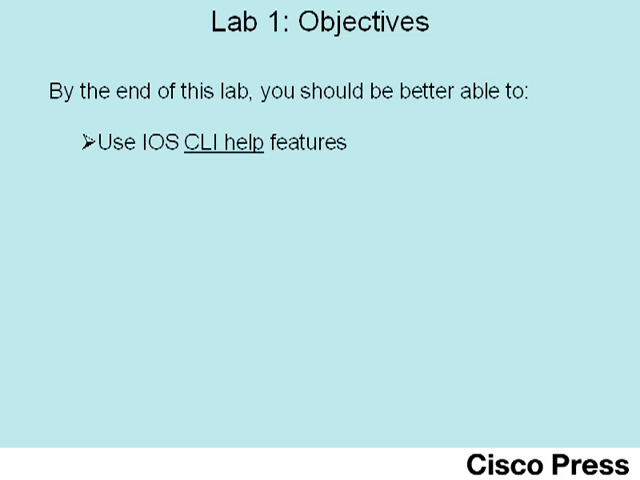 Lab 1: Objectives
By the end of this lab, you should be better able to:
➢Use IOS CLI help features
Cisco Press